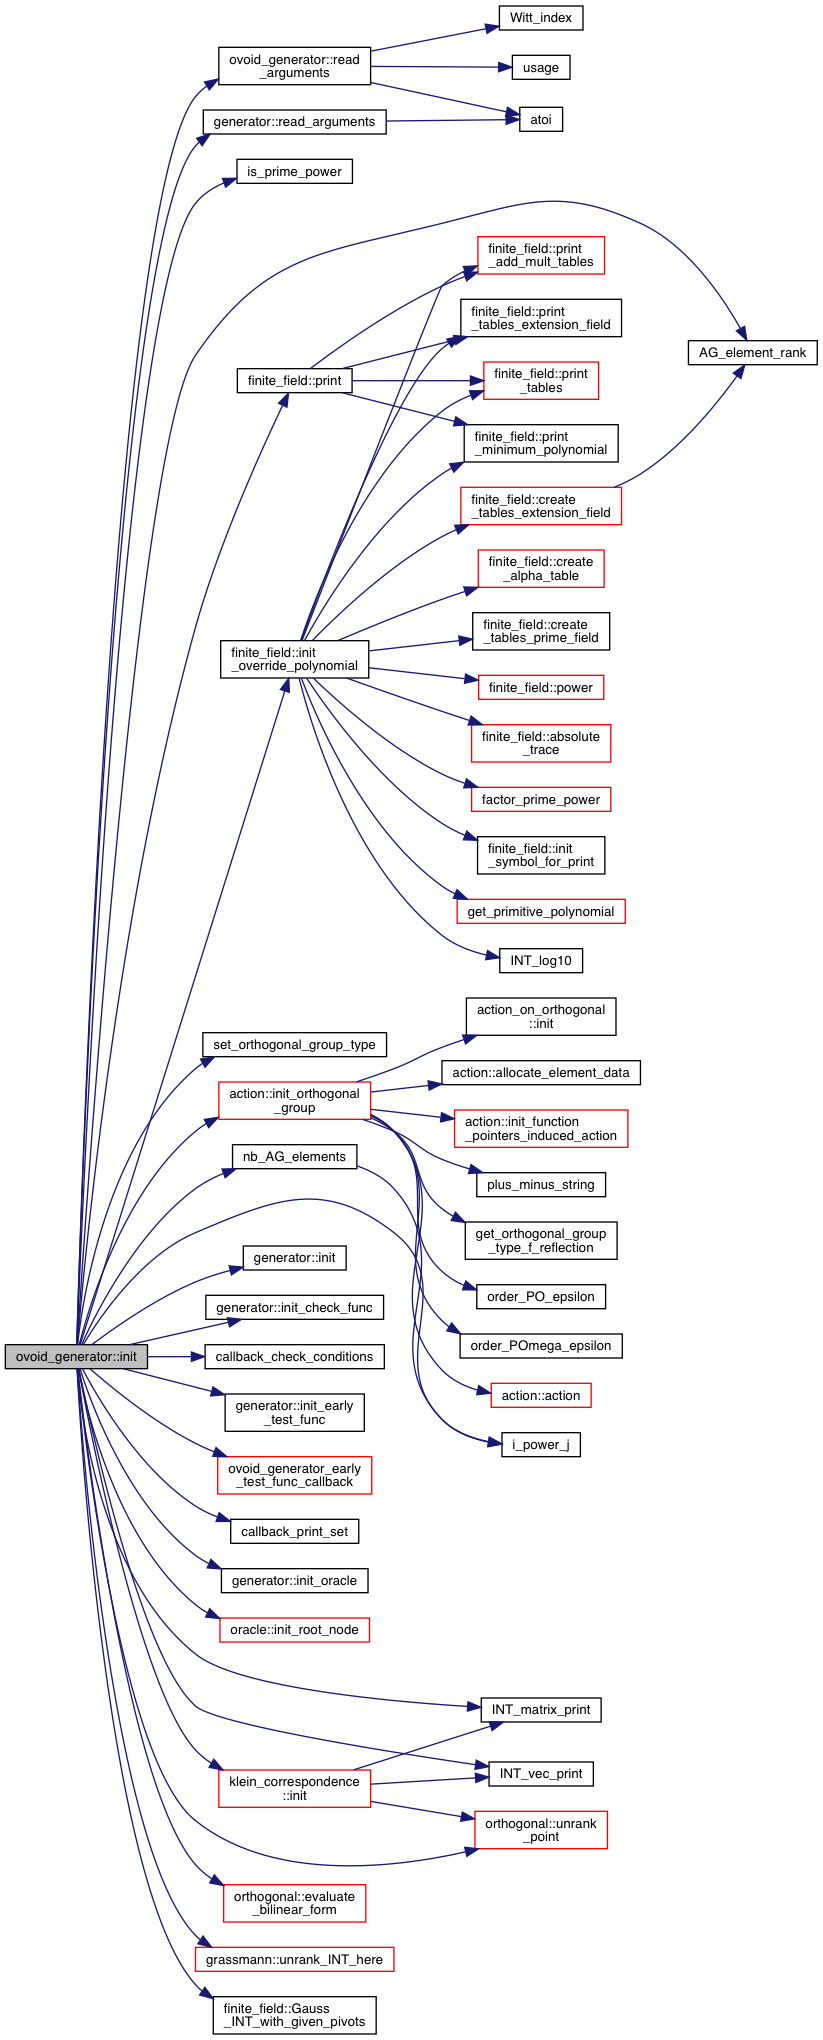 Witt_index
ovoid_generator::read
_arguments
usage
atoi
generator::read_arguments
is_prime_power
finite_field::print
_add_mult_tables
finite_field::print
_tables_extension_field
AG_element_rank
finite_field::print
finite_field::print
_tables
finite_field::print
_minimum_polynomial
finite_field::create
_tables_extension_field
finite_field::create
_alpha_table
finite_field::create
_tables_prime_field
finite_field::init
_override_polynomial
finite_field::power
finite_field::absolute
_trace
factor_prime_power
finite_field::init
_symbol_for_print
get_primitive_polynomial
INT_log10
action_on_orthogonal
::init
set_orthogonal_group_type
action::allocate_element_data
action::init_orthogonal
_group
action::init_function
_pointers_induced_action
nb_AG_elements
plus_minus_string
get_orthogonal_group
_type_f_reflection
generator::init
order_PO_epsilon
generator::init_check_func
order_POmega_epsilon
ovoid_generator::init
callback_check_conditions
action::action
generator::init_early
_test_func
i_power_j
ovoid_generator_early
_test_func_callback
callback_print_set
generator::init_oracle
oracle::init_root_node
INT_matrix_print
INT_vec_print
klein_correspondence
::init
orthogonal::unrank
_point
orthogonal::evaluate
_bilinear_form
grassmann::unrank_INT_here
finite_field::Gauss
_INT_with_given_pivots